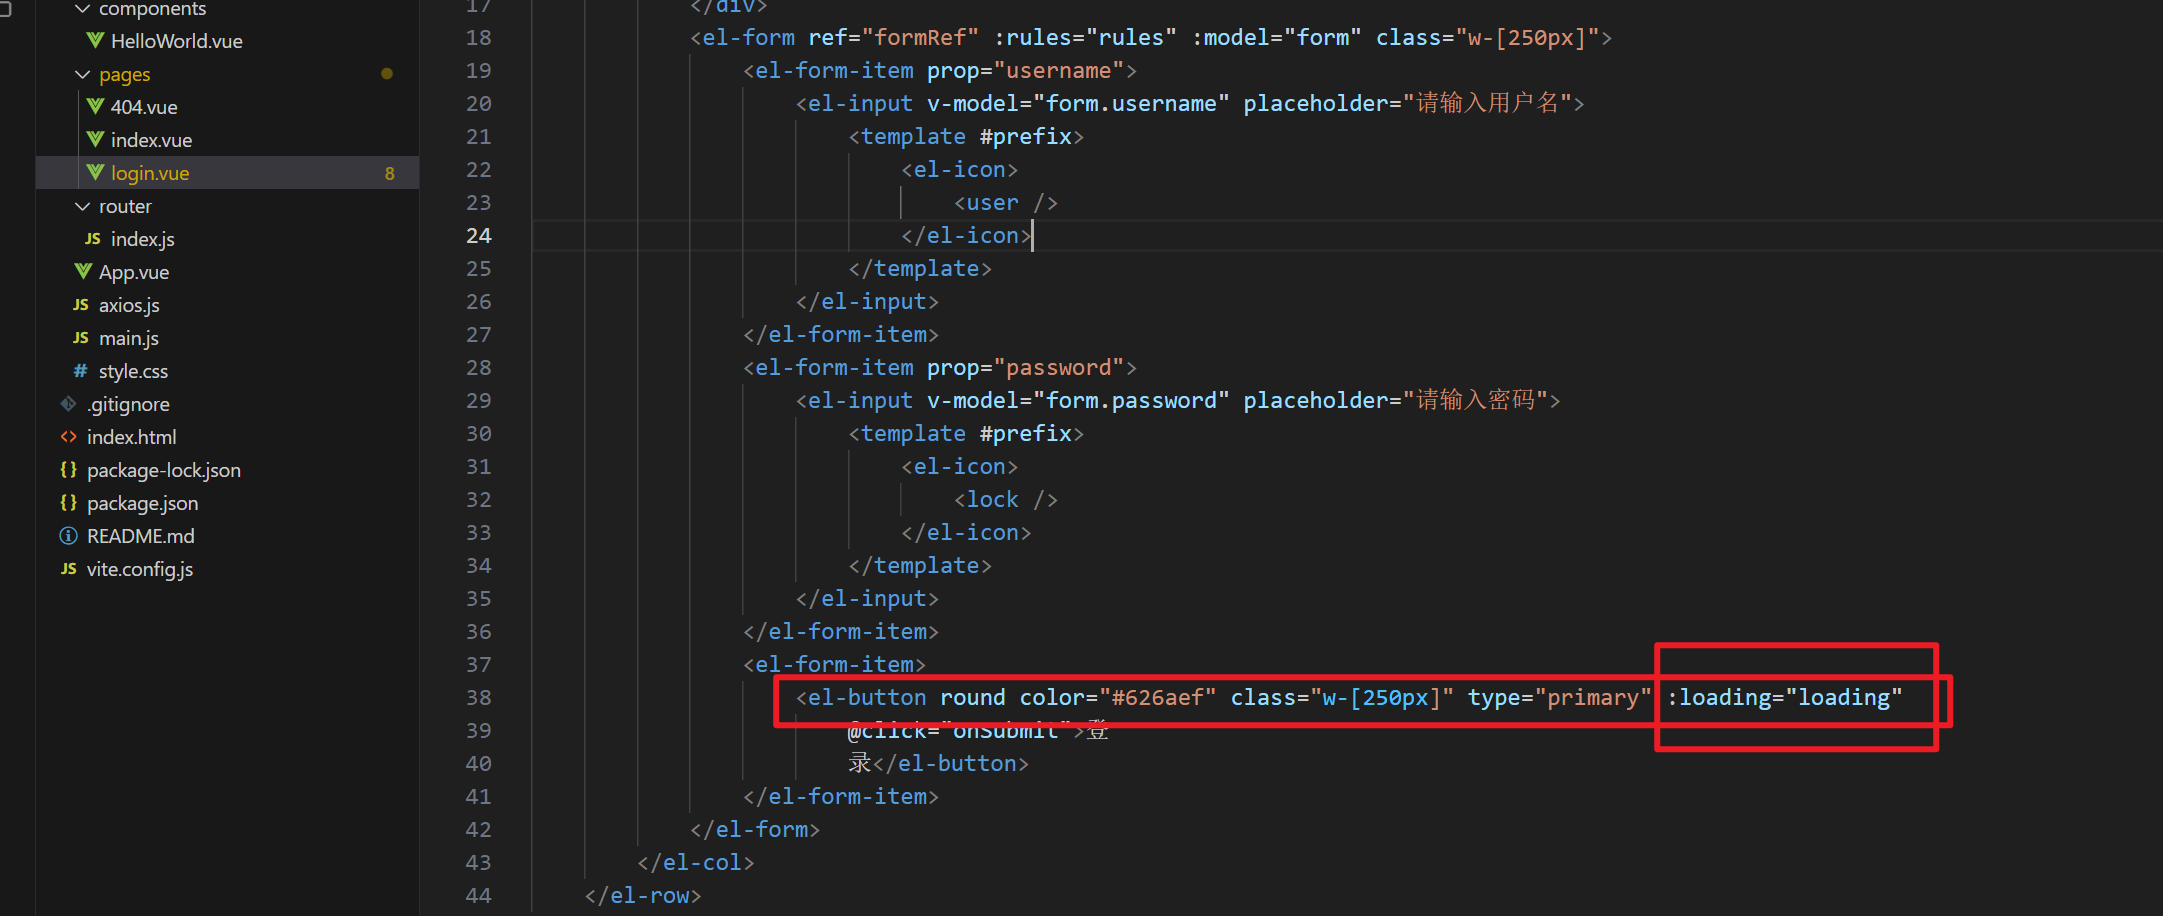 components
HelloWorld.vue
pages
404.vue
index.vue
login.vue 8
router
JS index.js
App.vue
JS axios.js
JS main.js
# style.css
.gitignore
<> index.html
{} package-lock.json
{} package.json
README.md
JS vite.config.js
17 </div>
18 <el-form ref="formRef" :rules="rules" :model="form" class="w-[250px]">
19 <el-form-item prop="username">
20 <el-input v-model="form.username" placeholder="请输入用户名">
21 <template #prefix>
22 <el-icon>
23 <user />
24 </el-icon>
25 </template>
26 </el-input>
27 </el-form-item>
28 <el-form-item prop="password">
29 <el-input v-model="form.password" placeholder="请输入密码">
30 <template #prefix>
31 <el-icon>
32 <lock />
33 </el-icon>
34 </template>
35 </el-input>
36 </el-form-item>
37 <el-form-item>
38 <el-button round color="#626aef" class="w-[250px]" type="primary" :loading="loading"
39 @click="onSubmit">登
40 录</el-button>
41 </el-form-item>
42 </el-form>
43 </el-col>
44 </el-row>